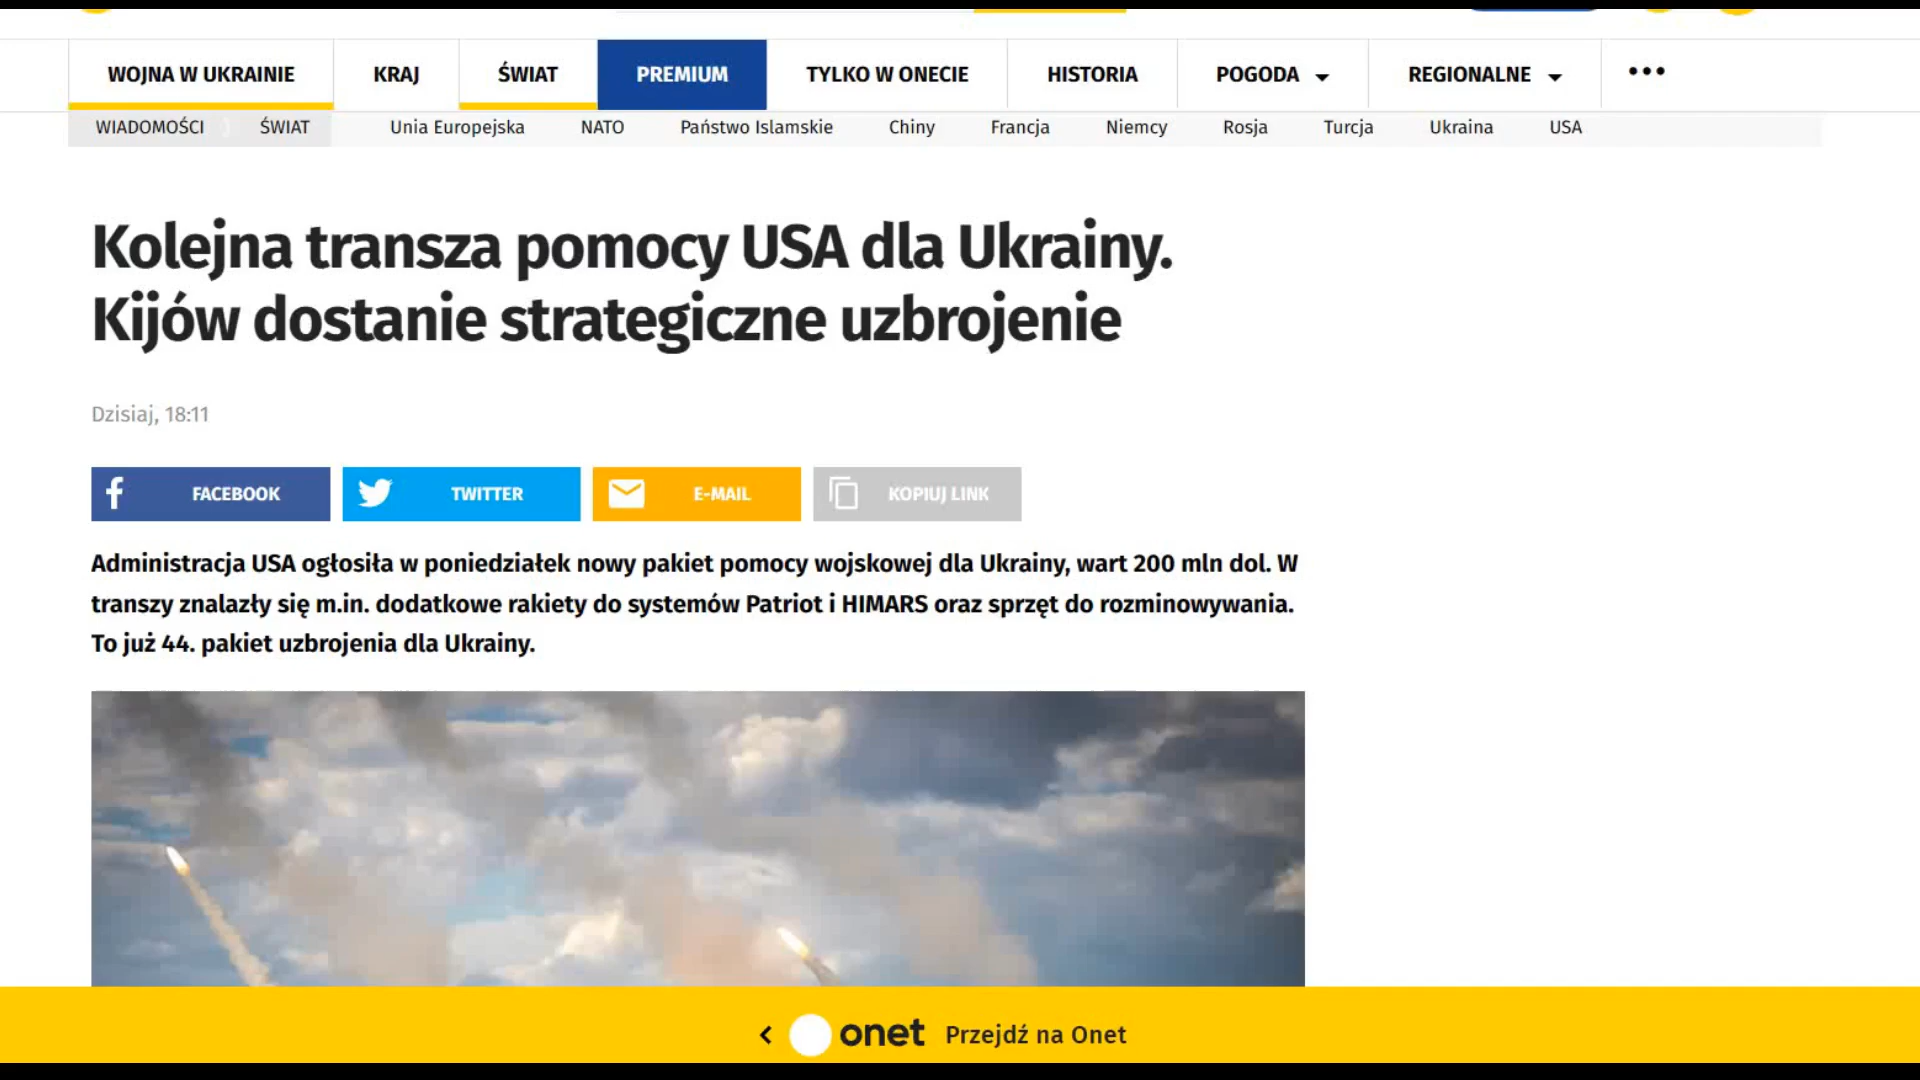 WOJNA W UKRAINIE KRAJ ŚWIAT PREMIUM TYLKO W ONECIE HISTORIA POGODA REGIONALNE
WIADOMOŚCI ŚWIAT Unia Europejska NATO Państwo Islamskie Chiny Francja Niemcy Rosja Turcja Ukraina USA
Kolejna transza pomocy USA dla Ukrainy.
Kijów dostanie strategiczne uzbrojenie
Dzisiaj, 18:11
FACEBOOK TWITTER E-MAIL KOPIUJ LINK
Administracja USA ogłosiła w poniedziałek nowy pakiet pomocy wojskowej dla Ukrainy, wart 200 mln dol. W
transzy znalazły się m.in. dodatkowe rakiety do systemów Patriot i HIMARS oraz sprzęt do rozminowywania.
To już 44. pakiet uzbrojenia dla Ukrainy.
onet Przejdź na Onet